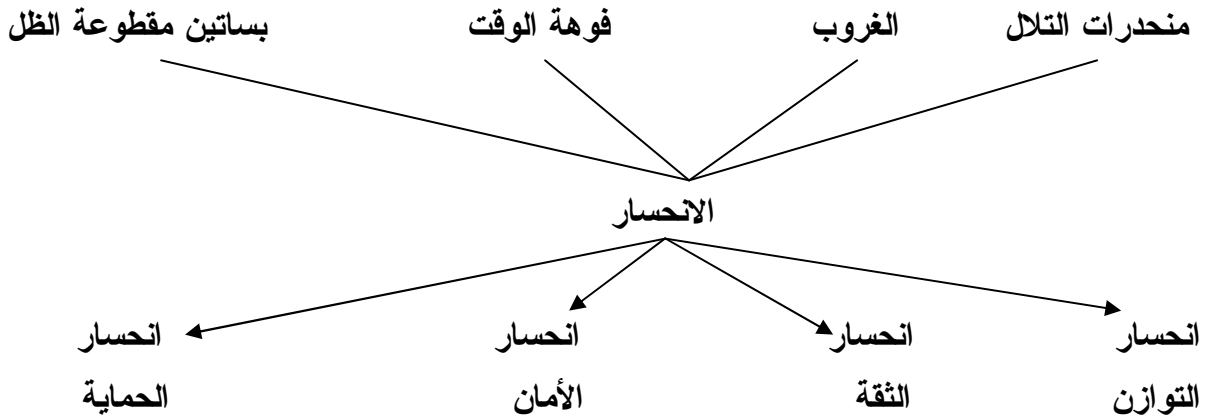 منحدرات التلال الغروب فوهة الوقت بساتين مقطوعة الظل
الانحسار
انحسار انحسار انحسار انحسار
التوازن الثقة الأمان الحماية